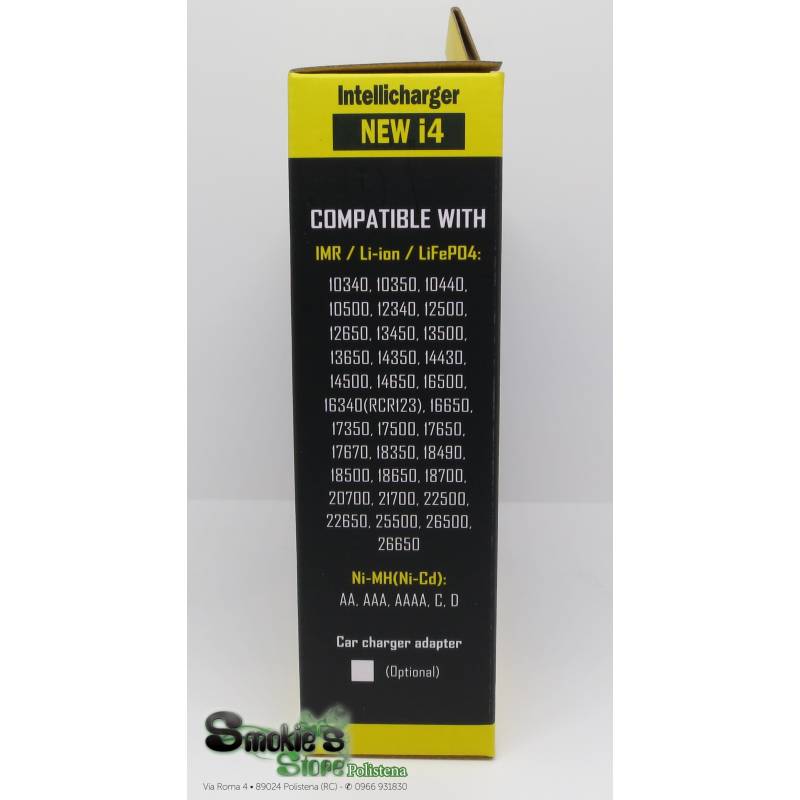 Intellicharger
NEW i4
COMPATIBLE WITH
IMR / Li-ion / LiFePO4:
10340, 10350, 10440,
10500, 12340, 12500,
12650, 13450, 13500,
13650, 14350, 14430,
14500, 14650, 16500,
16340(RCR123), 16650,
17350, 17500, 17650,
17670, 18350, 18490,
18500, 18650, 18700,
20700, 21700, 22500,
22650, 25500, 26500,
26650
Ni-MH(Ni-Cd):
AA, AAA, AAAA, C, D
Car charger adapter
(Optional)
Smokie's
Store Polistena
Via Roma 4 • 89024 Polistena (RC) - ✆ 0966 931830